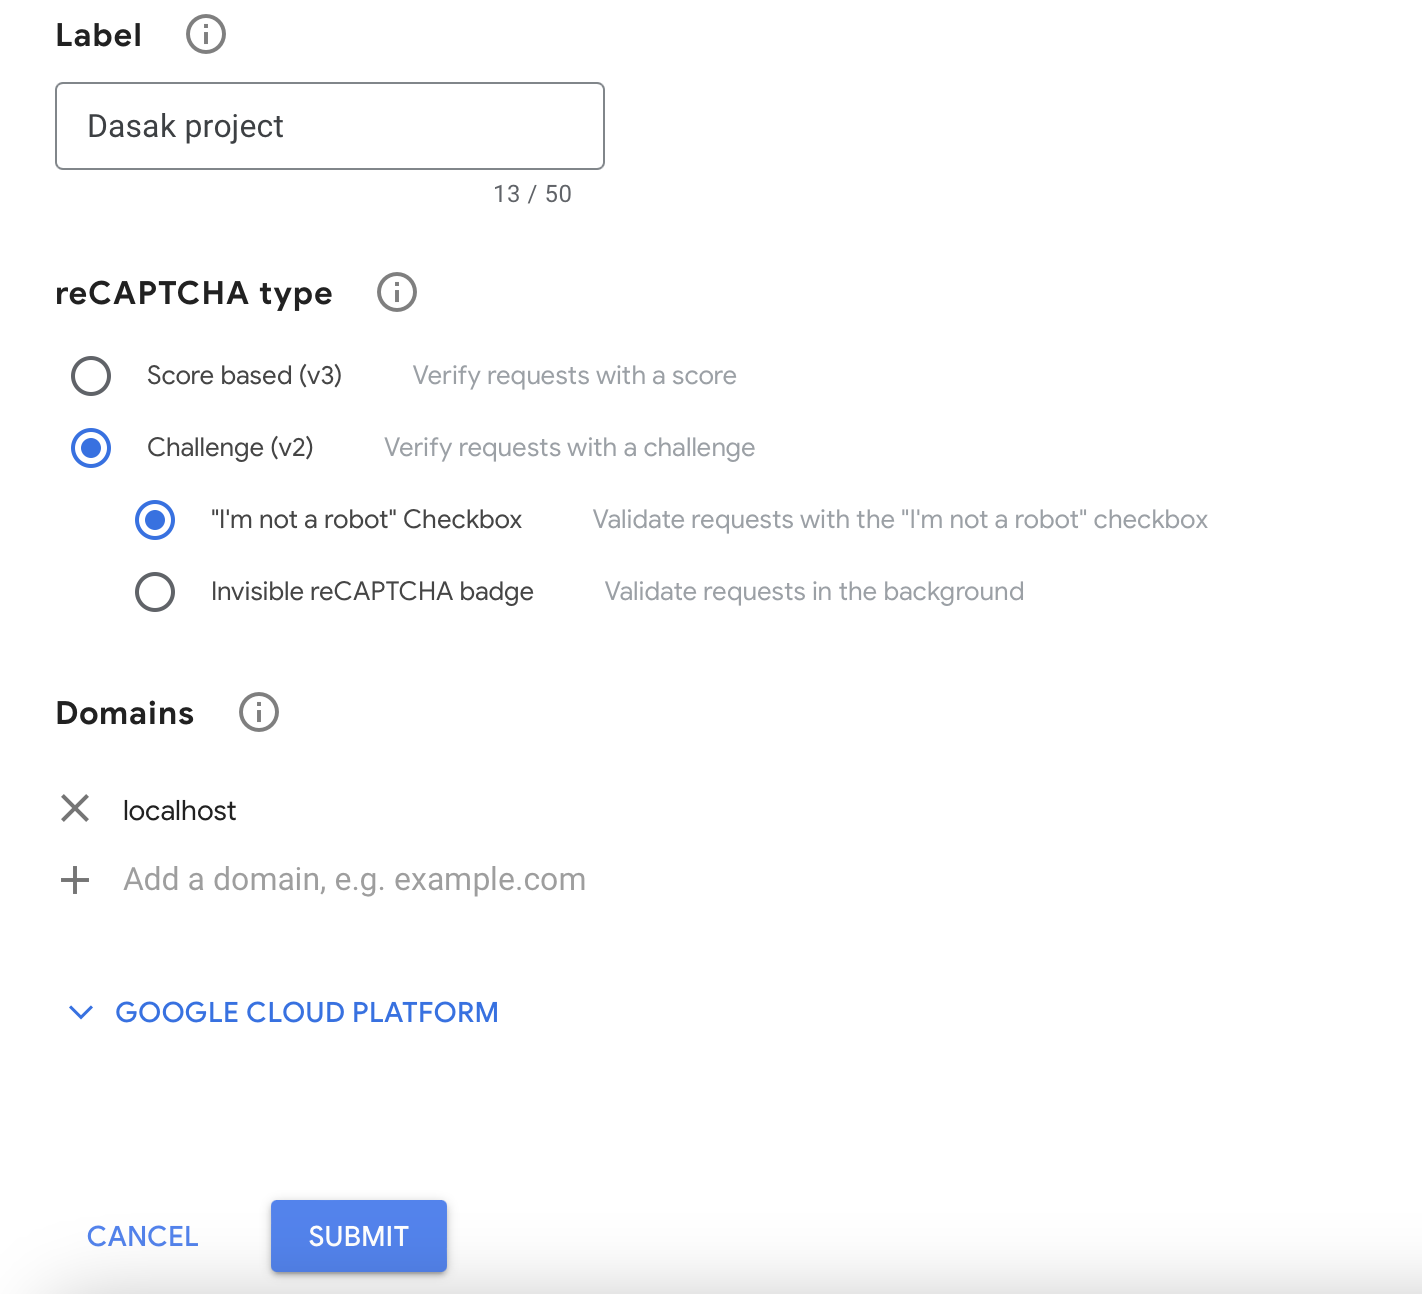 Label
Dasak project
13 / 50
reCAPTCHA type
Score based (v3) Verify requests with a score
Challenge (v2) Verify requests with a challenge
"I'm not a robot" Checkbox Validate requests with the "I'm not a robot" checkbox
Invisible reCAPTCHA badge Validate requests in the background
Domains
localhost
Add a domain, e.g. example.com
GOOGLE CLOUD PLATFORM
CANCEL SUBMIT